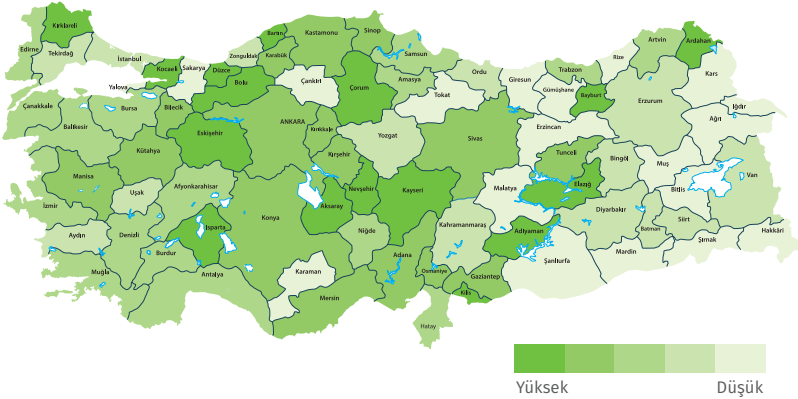 Kırklareli
Edirne
Tekirdağ
İstanbul
Kocaeli
Sakarya
Yalova
Düzce
Bolu
Zonguldak
Bartın
Karabük
Kastamonu
Sinop
Samsun
Çankırı
Çorum
Amasya
Tokat
Ordu
Giresun
Gümüşhane
Trabzon
Bayburt
Rize
Artvin
Ardahan
Kars
Iğdır
Ağrı
Erzurum
Erzincan
Çanakkale
Balıkesir
Bursa
Bilecik
Eskişehir
ANKARA
Kırıkkale
Kırşehir
Yozgat
Sivas
Tunceli
Bingöl
Muş
Bitlis
Van
Kütahya
Manisa
Uşak
Afyonkarahisar
İzmir
Aydın
Denizli
Muğla
Burdur
Isparta
Antalya
Konya
Aksaray
Nevşehir
Niğde
Kayseri
Malatya
Elazığ
Diyarbakır
Batman
Siirt
Şırnak
Hakkâri
Mardin
Şanlıurfa
Adıyaman
Kahramanmaraş
Gaziantep
Kilis
Osmaniye
Adana
Mersin
Karaman
Hatay
Yüksek Düşük